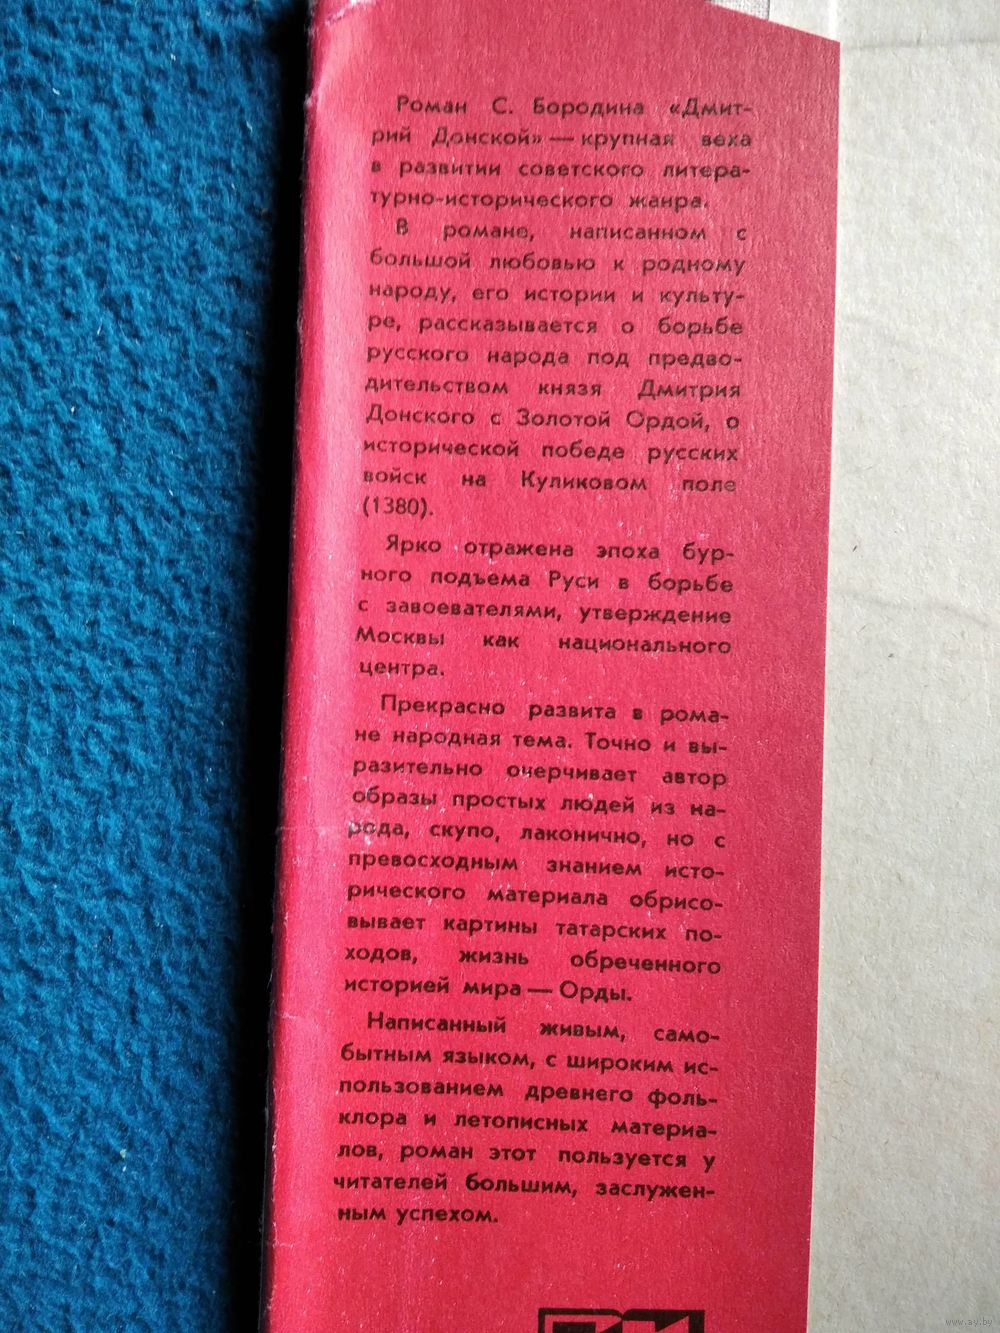 Роман С. Бородина «Дмит-
рий Донской» — крупная веха
в развитии советского литера-
турно-исторического жанра.
В романе, написанном с
большой любовью к родному
народу, его истории и культу-
ре, рассказывается о борьбе
русского народа под предво-
дительством князя Дмитрия
Донского с Золотой Ордой, о
исторической победе русских
войск на Куликовом поле
(1380).
Ярко отражена эпоха бур-
ного подъема Руси в борьбе
с завоевателями, утверждение
Москвы как национального
центра.
Прекрасно развита в рома-
не народная тема. Точно и вы-
разительно очерчивает автор
образы простых людей из на-
рода, скупо, лаконично, но с
превосходным знанием исто-
рического материала обрисо-
вывает картины татарских по-
ходов, жизнь обреченного
историей мира — Орды.
Написанный живым, само-
бытным языком, с широким ис-
пользованием древнего фоль-
клора и летописных материа-
лов, роман этот пользуется у
читателей большим, заслужен-
ным успехом.
www.ay.by